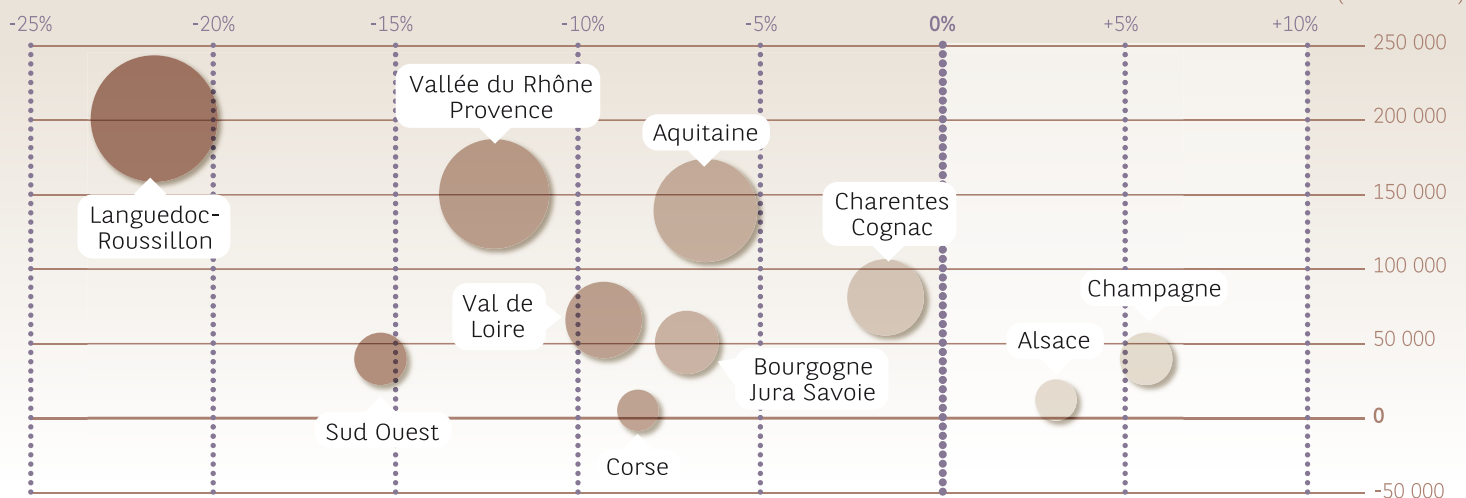 -25% -20% -15% -10% -5% 0% +5% +10%
250 000
Vallée du Rhône
Provence
200 000
Aquitaine
150 000
Languedoc-
Roussillon
Charentes
Cognac
100 000
Champagne
Val de
Loire
50 000
Alsace
Bourgogne
Jura Savoie
0
Sud Ouest
Corse
-50 000